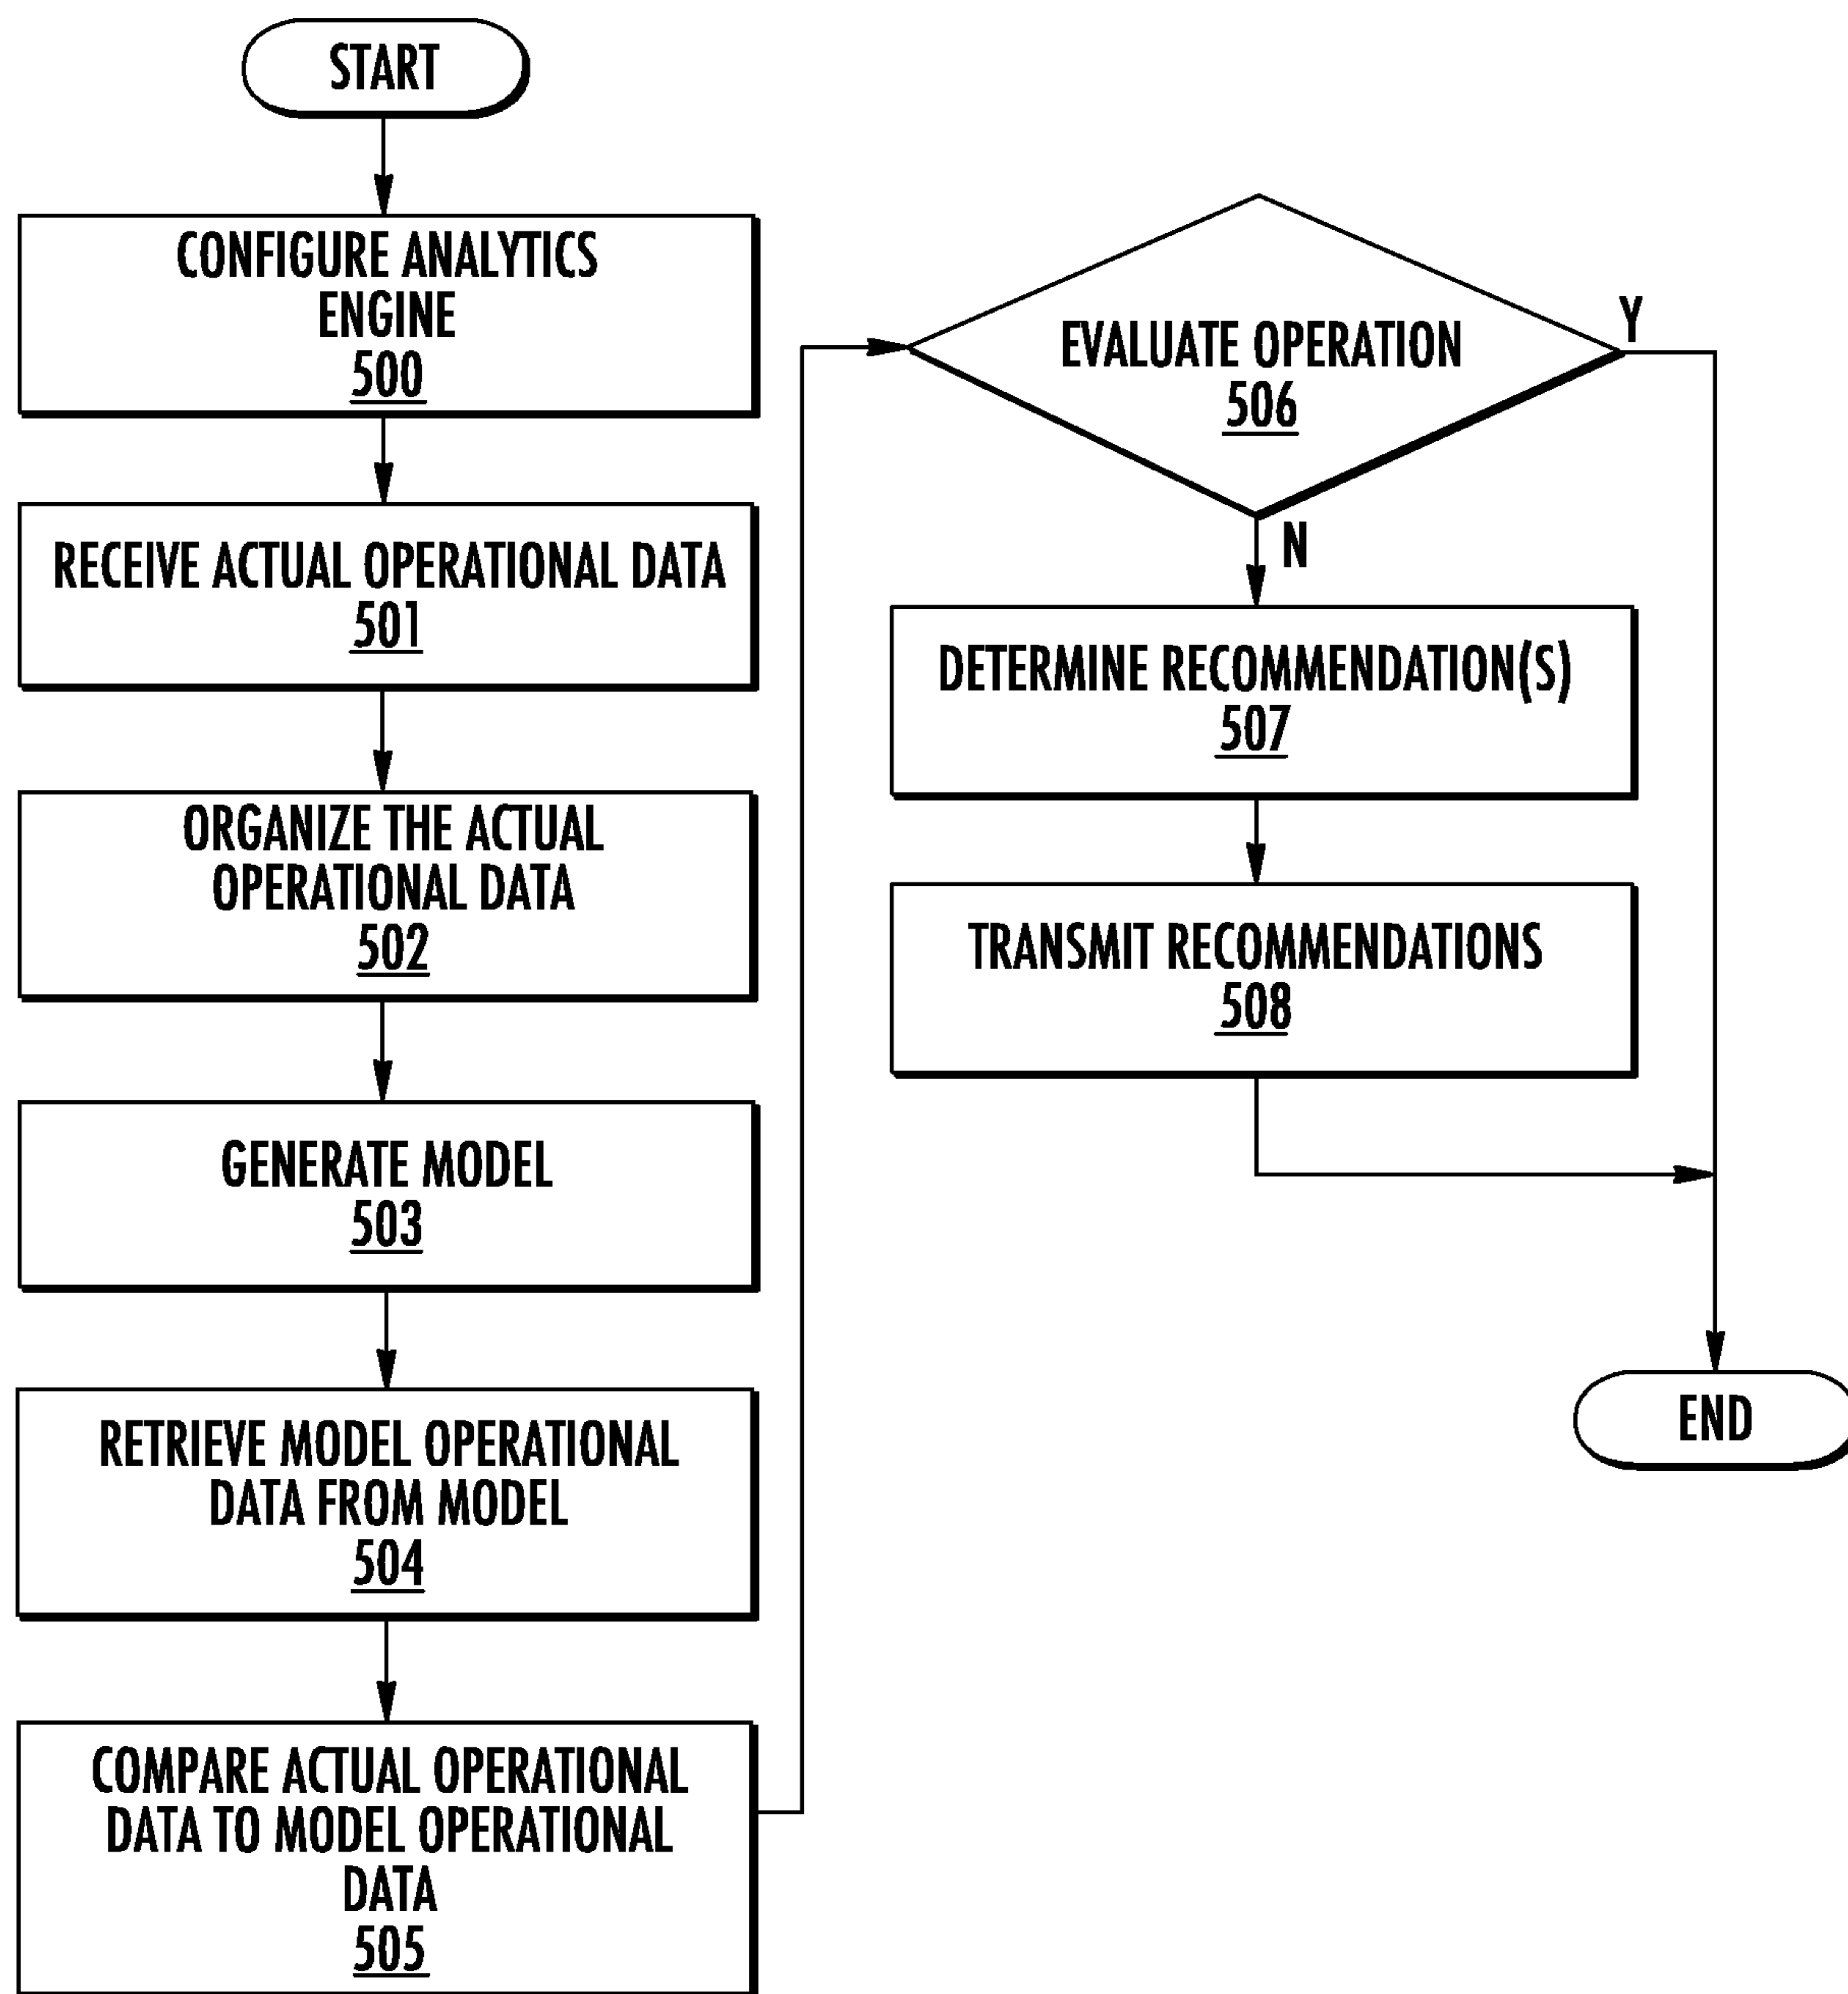 START
CONFIGURE ANALYTICS
ENGINE
500
RECEIVE ACTUAL OPERATIONAL DATA
501
ORGANIZE THE ACTUAL
OPERATIONAL DATA
502
GENERATE MODEL
503
RETRIEVE MODEL OPERATIONAL
DATA FROM MODEL
504
COMPARE ACTUAL OPERATIONAL
DATA TO MODEL OPERATIONAL
DATA
505
EVALUATE OPERATION
506
Y
N
DETERMINE RECOMMENDATION(S)
507
TRANSMIT RECOMMENDATIONS
508
END